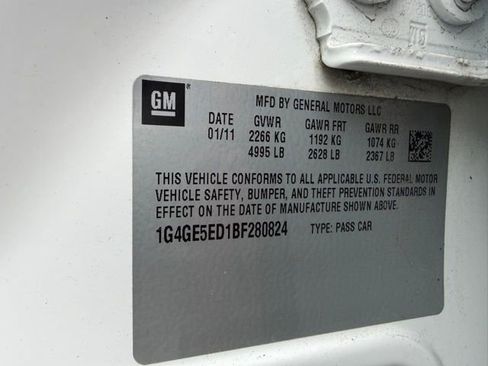 GM
MFD BY GENERAL MOTORS LLC
DATE GVWR GAWR FRT GAWR RR
01/11 2266 KG 1192 KG 1074 KG
4995 LB 2628 LB 2367 LB
THIS VEHICLE CONFORMS TO ALL APPLICABLE U.S. FEDERAL MOTOR
VEHICLE SAFETY, BUMPER, AND THEFT PREVENTION STANDARDS IN
EFFECT ON THE DATE OF MANUFACTURE SHOWN ABOVE.
1G4GE5ED1BF280824 TYPE: PASS CAR